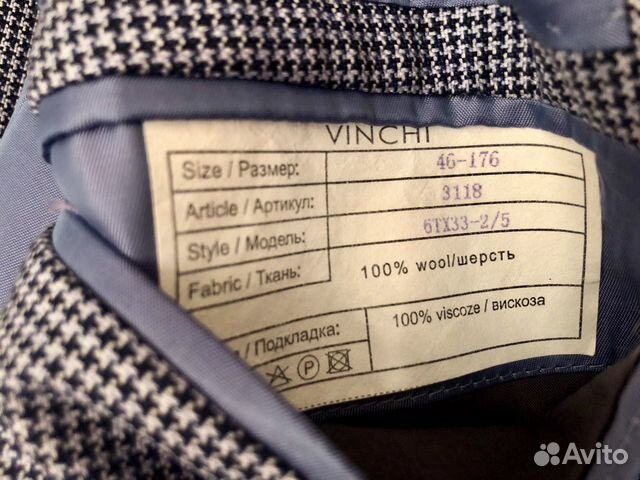 VINCHI
Size / Размер: 46-176
Article / Артикул: 3118
Style / Модель: 6TX33-2/5
Fabric / Ткань: 100% wool/шерсть
/ Подкладка: 100% viscoze / вискоза
P
Avito